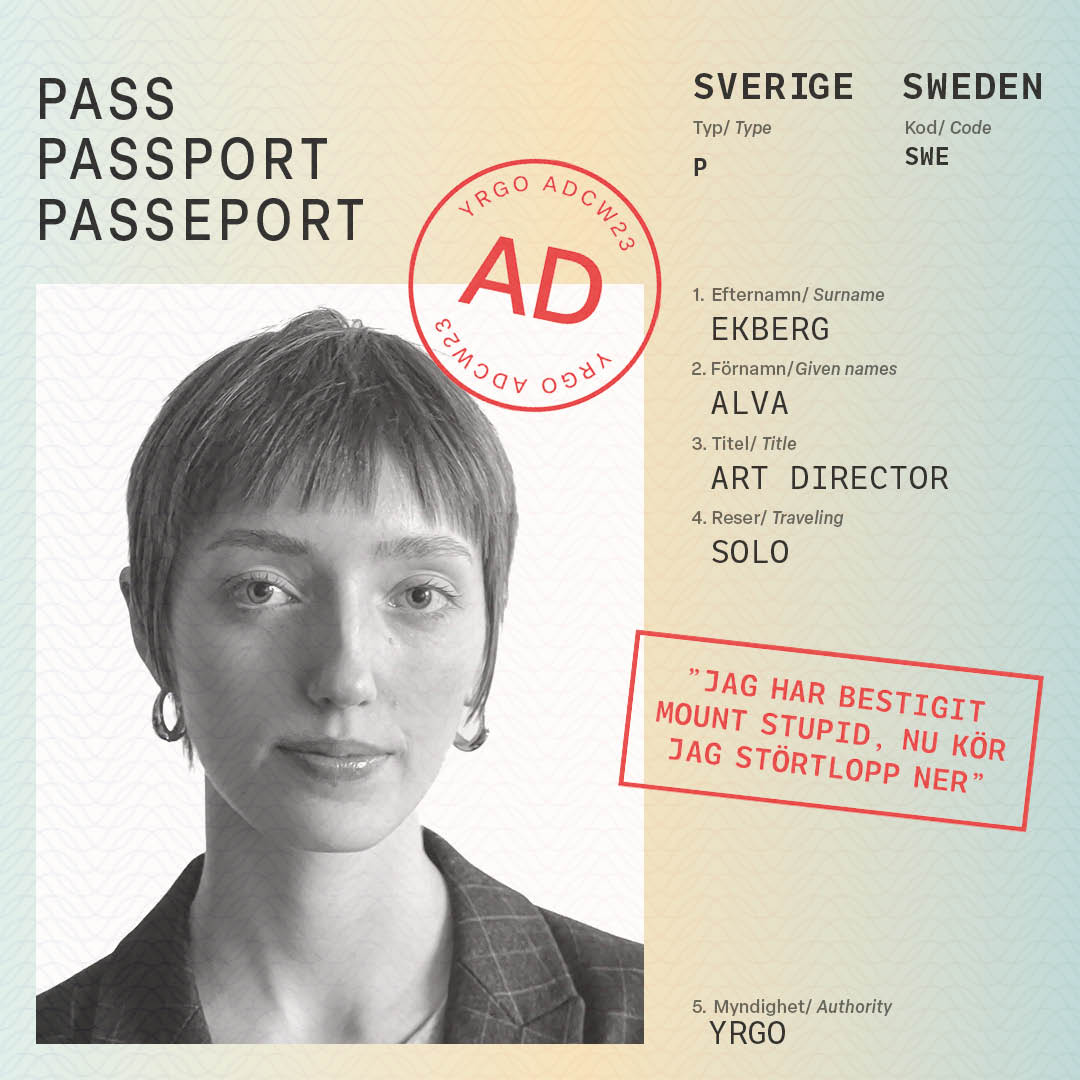 PASS
PASSPORT
PASSEPORT
SVERIGE SWEDEN
Typ/ Type Kod/ Code
P SWE
YRGO ADCW23
AD
YRGO ADCW23
1. Efternamn/ Surname
EKBERG
2. Förnamn/Given names
ALVA
3. Titel/ Title
ART DIRECTOR
4. Reser/ Traveling
SOLO
”JAG HAR BESTIGIT
MOUNT STUPID, NU KÖR
JAG STÖRTLOPP NER”
5. Myndighet/ Authority
YRGO